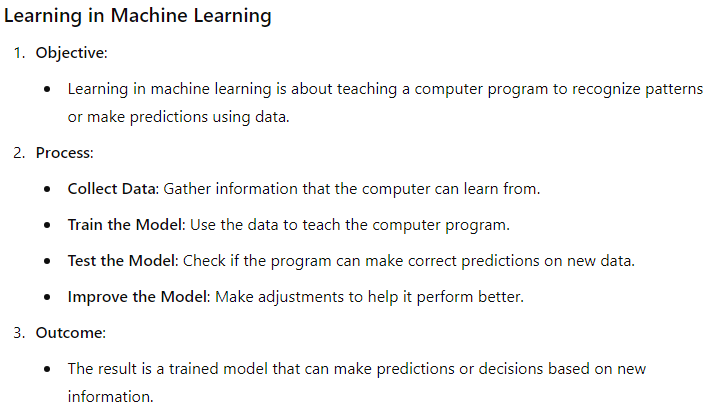 Learning in Machine Learning
1. Objective:
• Learning in machine learning is about teaching a computer program to recognize patterns
or make predictions using data.
2. Process:
• Collect Data: Gather information that the computer can learn from.
• Train the Model: Use the data to teach the computer program.
• Test the Model: Check if the program can make correct predictions on new data.
• Improve the Model: Make adjustments to help it perform better.
3. Outcome:
• The result is a trained model that can make predictions or decisions based on new
information.